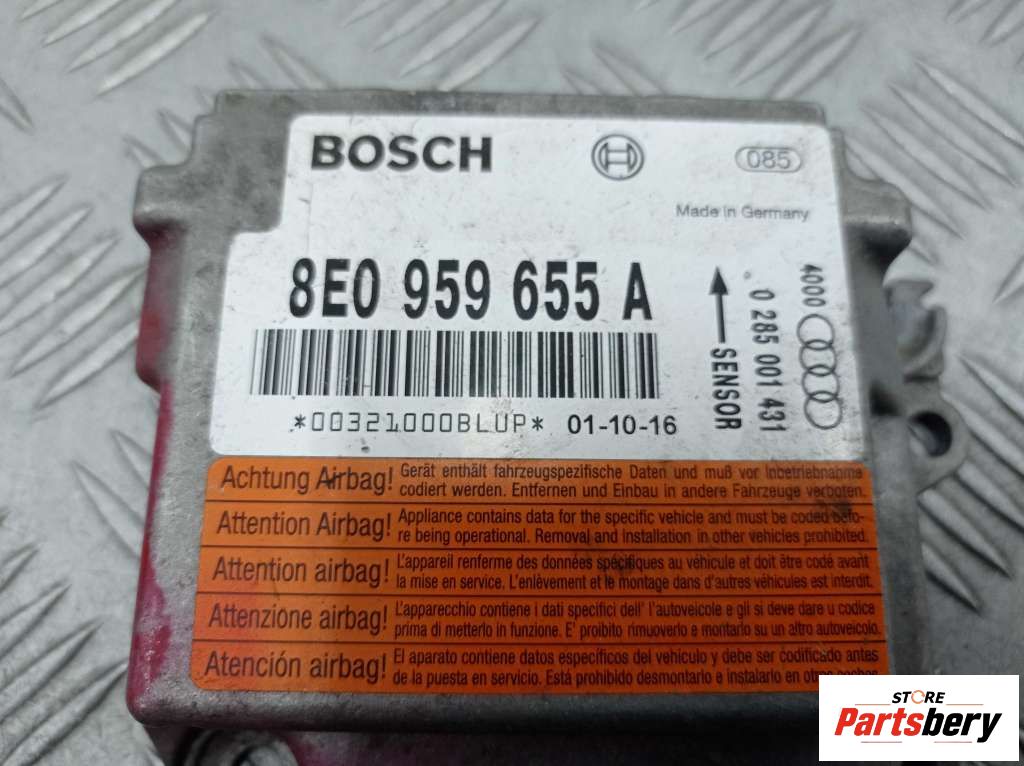 BOSCH
085
Made in Germany
8E0 959 655 A
SENSOR
0 285 001 431
4000
*00321000BLUP* 01-10-16
Achtung Airbag! Gerät enthält fahrzeugspezifische Daten und muß vor Inbetriebnahme
codiert werden. Entfernen und Einbau in andere Fahrzeuge verboten.
Attention Airbag! Appliance contains data for the specific vehicle and must be coded befo-
re being operational. Removal and installation in other vehicles prohibited.
Attention airbag! L'appareil renferme des données spécifiques au véhicule et doit être codé avant
la mise en service. L'enlèvement et le montage dans d'autres véhicules est interdit.
Attenzione airbag! L'apparecchio contiene i dati specifici dell' l'autoveicole e gli si deve dare u codice
prima di metterlo in funzione. E' proibito rimuoverlo e montarlo su un altro autoveicolo.
Atención airbag! El aparato contiene datos específicos del vehículo y debe ser codificado antes
de la puesta en servicio. Está prohibido desmontarlo e instalarlo en otros coches
STORE
Partsbery